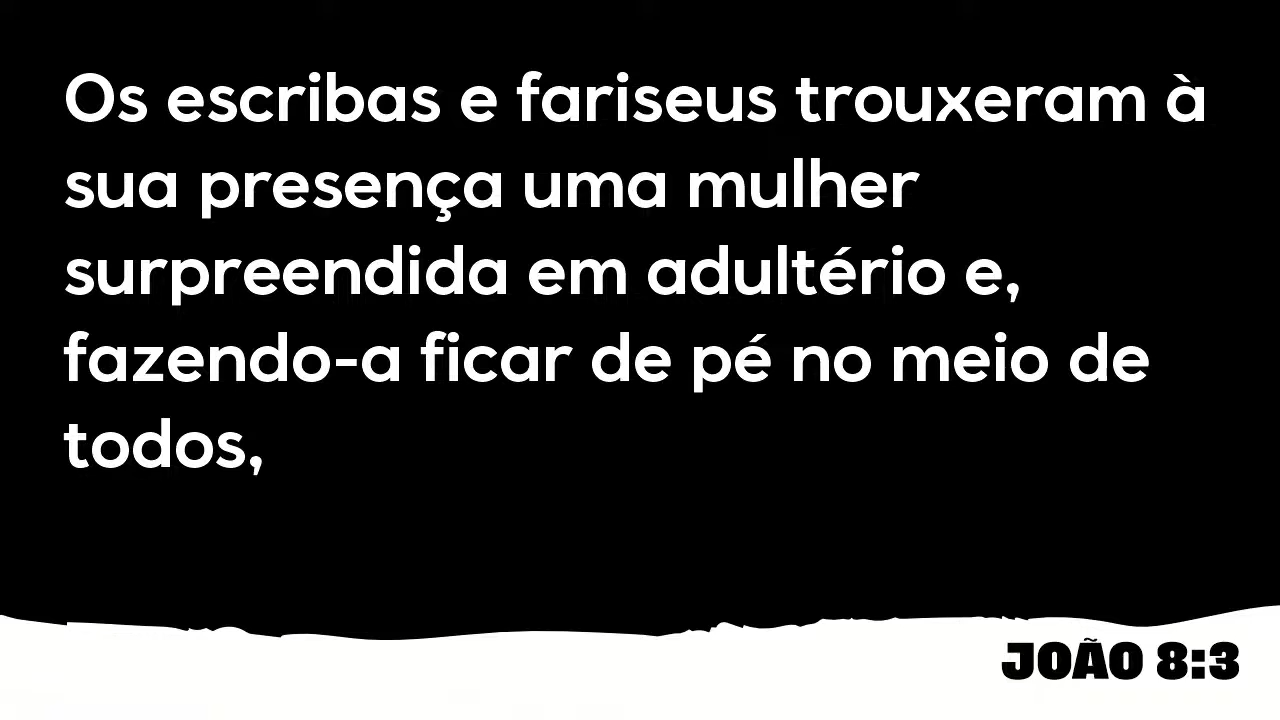 Os escribas e fariseus trouxeram à
sua presença uma mulher
surpreendida em adultério e,
fazendo-a ficar de pé no meio de
todos,
JOÃO 8:3